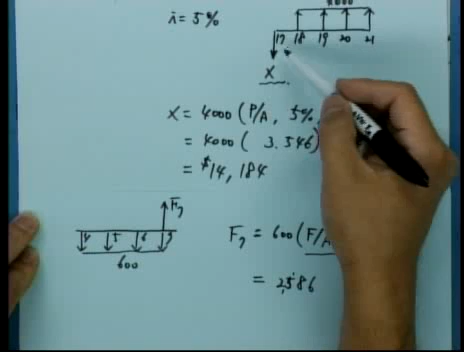 i = 5%
17 18 19 20 21
X
X = 4000 (P/A, 5%,
= 4000 ( 3.546)
= $14,184
F7
4 5 6 7
600
F7 = 600 (F/A
= 2586